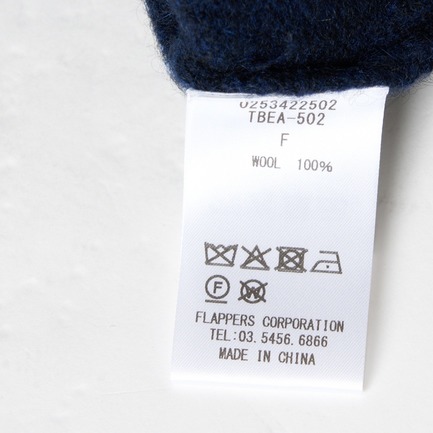 0253422502
TBEA-502
F
WOOL 100%
F
W
FLAPPERS CORPORATION
TEL:03.5456.6866
MADE IN CHINA